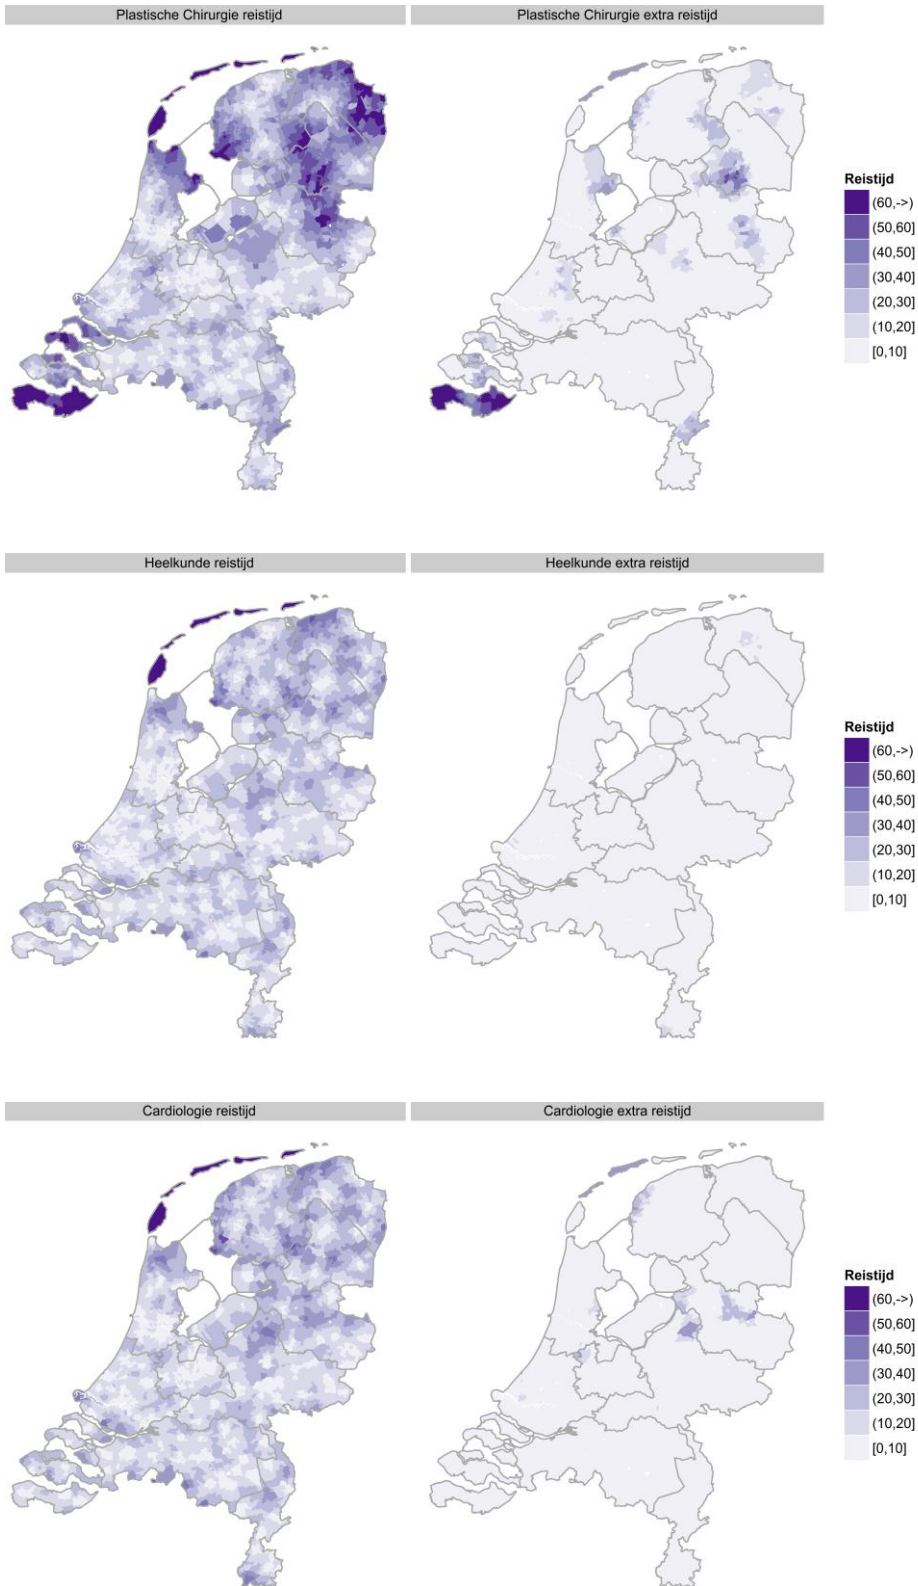 Plastische Chirurgie reistijd
Plastische Chirurgie extra reistijd
Reistijd
(60,->)
(50,60]
(40,50]
(30,40]
(20,30]
(10,20]
[0,10]
Heelkunde reistijd
Heelkunde extra reistijd
Reistijd
(60,->)
(50,60]
(40,50]
(30,40]
(20,30]
(10,20]
[0,10]
Cardiologie reistijd
Cardiologie extra reistijd
Reistijd
(60,->)
(50,60]
(40,50]
(30,40]
(20,30]
(10,20]
[0,10]